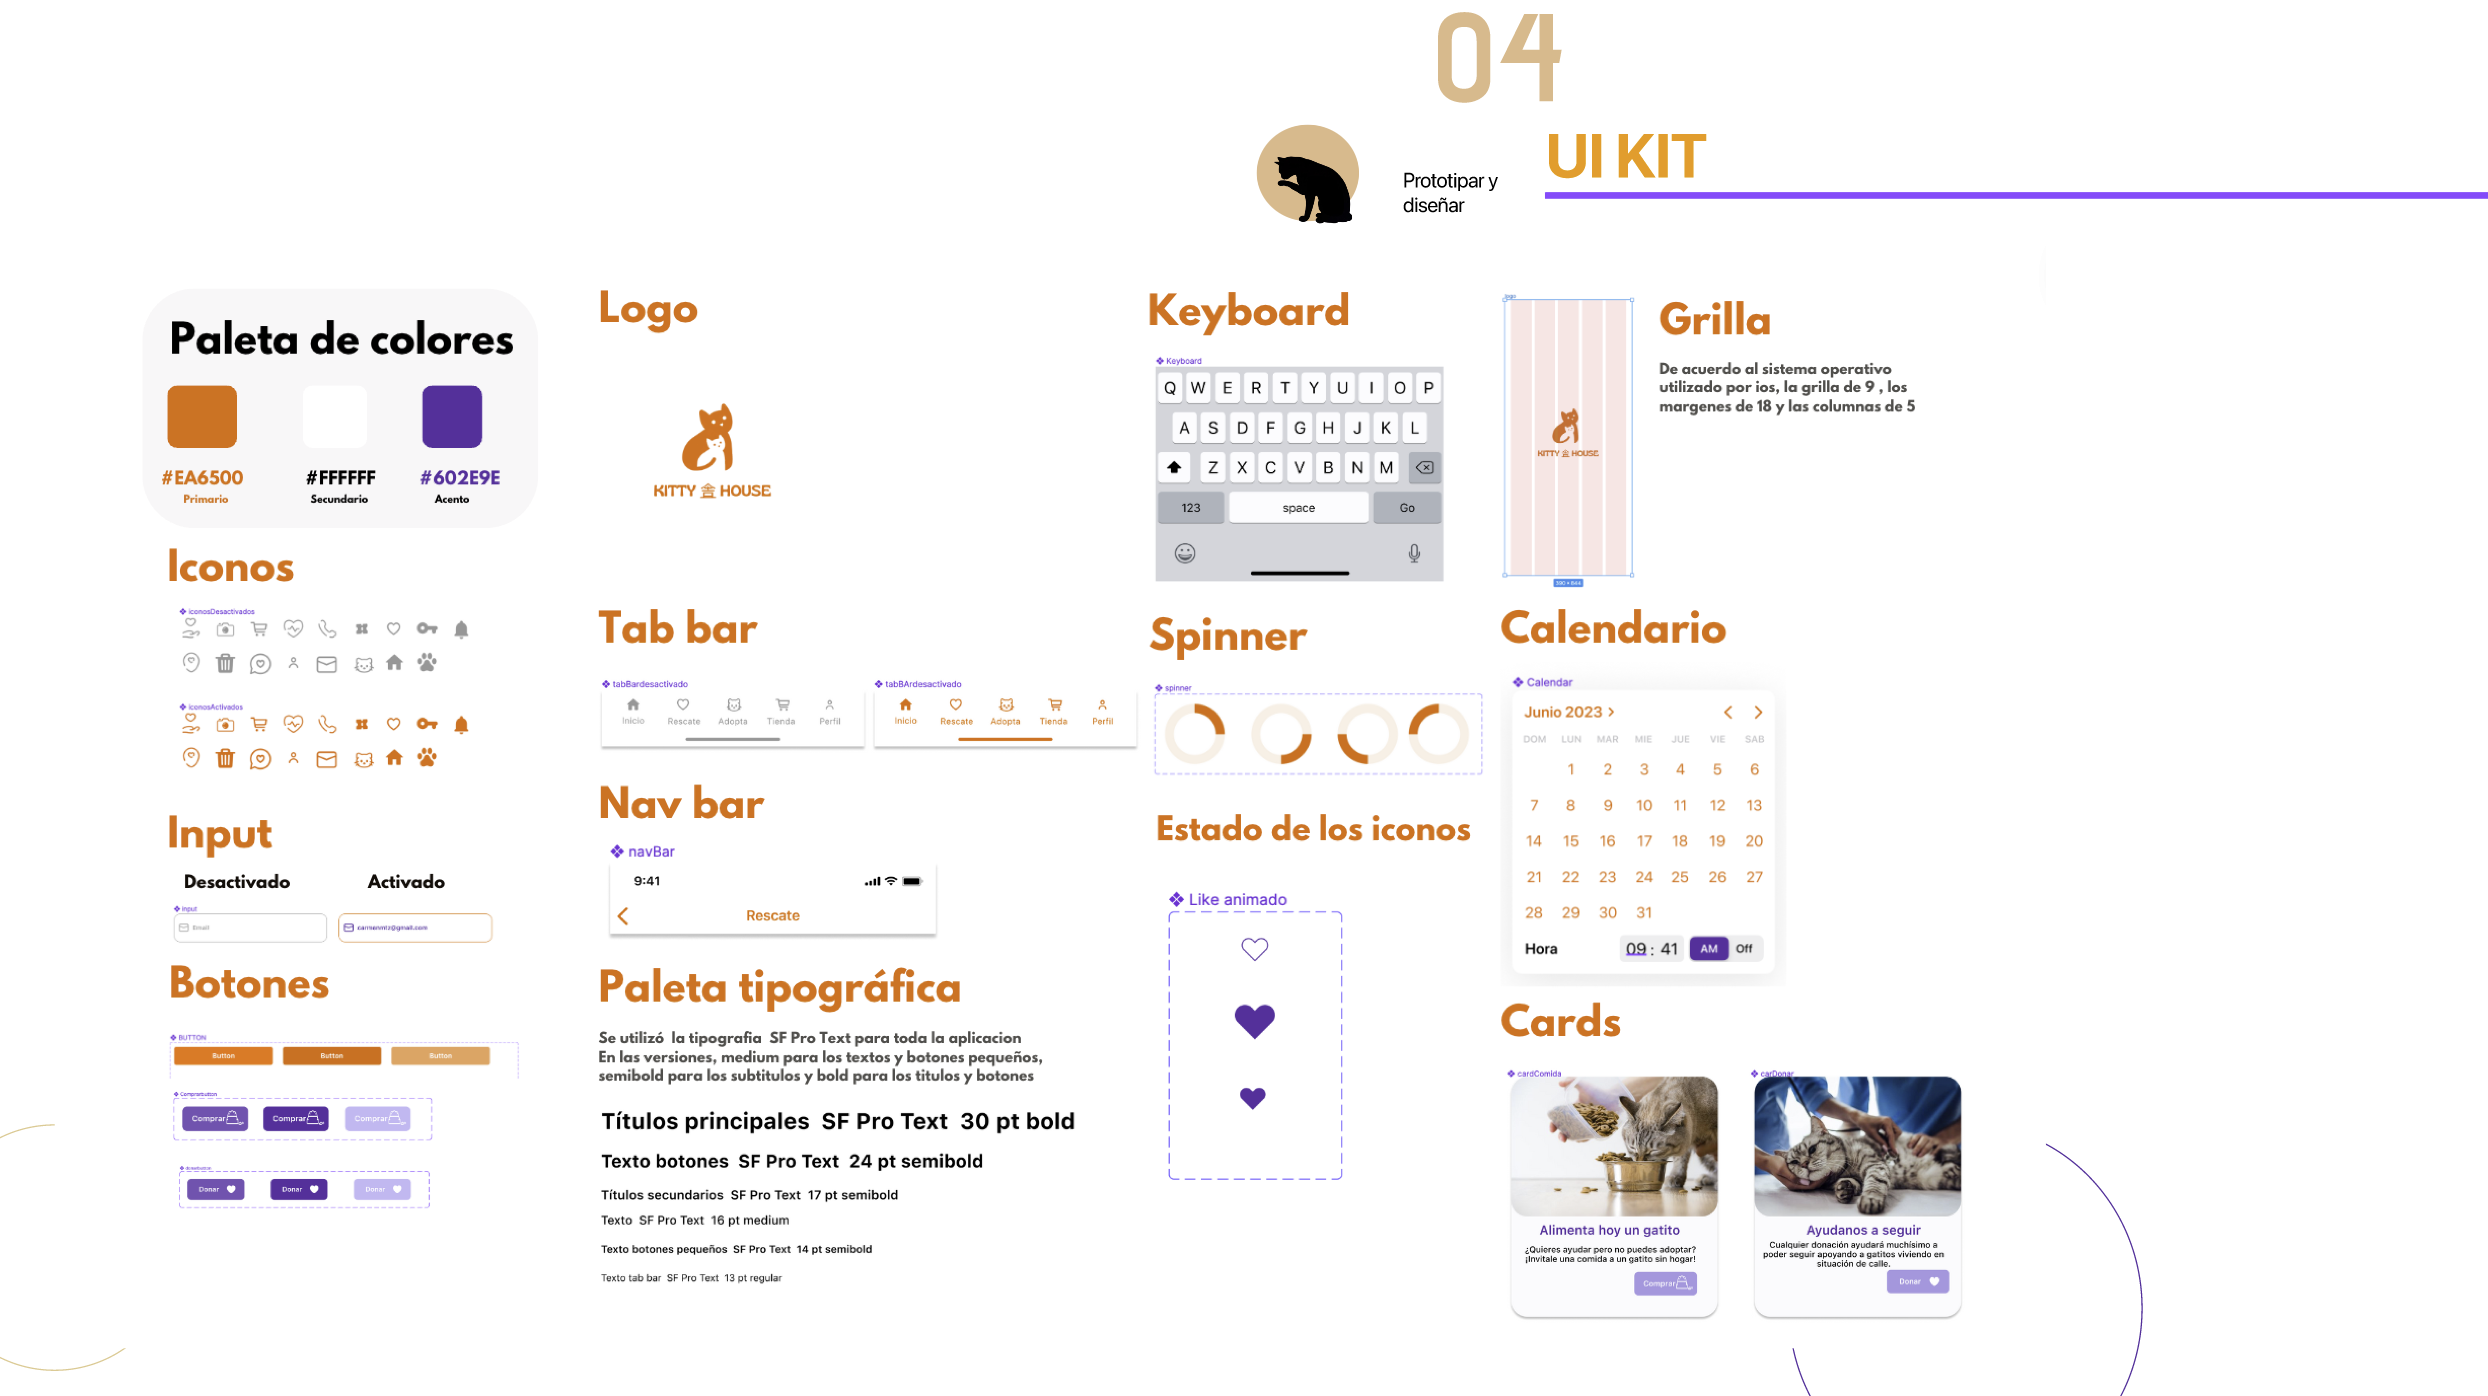 04
Prototipar y
diseñar
UI KIT
Paleta de colores
#EA6500
Primario
#FFFFFF
Secundario
#602E9E
Acento
Iconos
iconosDesactivados
iconosActivados
Input
Desactivado
Activado
input
Email
carmenmtz@gmail.com
Botones
BUTTON
Button
Button
Button
Comprarbutton
Comprar
Comprar
Comprar
Donar
Donar
Donar
Logo
KITTY HOUSE
Tab bar
tabBardesactivado
Inicio
Rescate
Adopta
Tienda
Perfil
tabBArdesactivado
Inicio
Rescate
Adopta
Tienda
Perfil
Nav bar
navBar
9:41
Rescate
Paleta tipográfica
Se utilizó la tipografia SF Pro Text para toda la aplicacion
En las versiones, medium para los textos y botones pequeños,
semibold para los subtitulos y bold para los titulos y botones
Títulos principales SF Pro Text 30 pt bold
Texto botones SF Pro Text 24 pt semibold
Títulos secundarios SF Pro Text 17 pt semibold
Texto SF Pro Text 16 pt medium
Texto botones pequeños SF Pro Text 14 pt semibold
Texto tab bar SF Pro Text 13 pt regular
Keyboard
Keyboard
Q W E R T Y U I O P
A S D F G H J K L
Z X C V B N M
123 space Go
Spinner
spinner
Estado de los iconos
Like animado
logo
KITTY HOUSE
390 × 844
Grilla
De acuerdo al sistema operativo
utilizado por ios, la grilla de 9 , los
margenes de 18 y las columnas de 5
Calendario
Calendar
Junio 2023
DOM LUN MAR MIE JUE VIE SAB
1 2 3 4 5 6
7 8 9 10 11 12 13
14 15 16 17 18 19 20
21 22 23 24 25 26 27
28 29 30 31
Hora 09 : 41 AM Off
Cards
cardComida
Alimenta hoy un gatito
¿Quieres ayudar pero no puedes adoptar?
¡Invitale una comida a un gatito sin hogar!
Comprar
carDonar
Ayudanos a seguir
Cualquier donación ayudará muchísimo a
poder seguir apoyando a gatitos viviendo en
situación de calle.
Donar